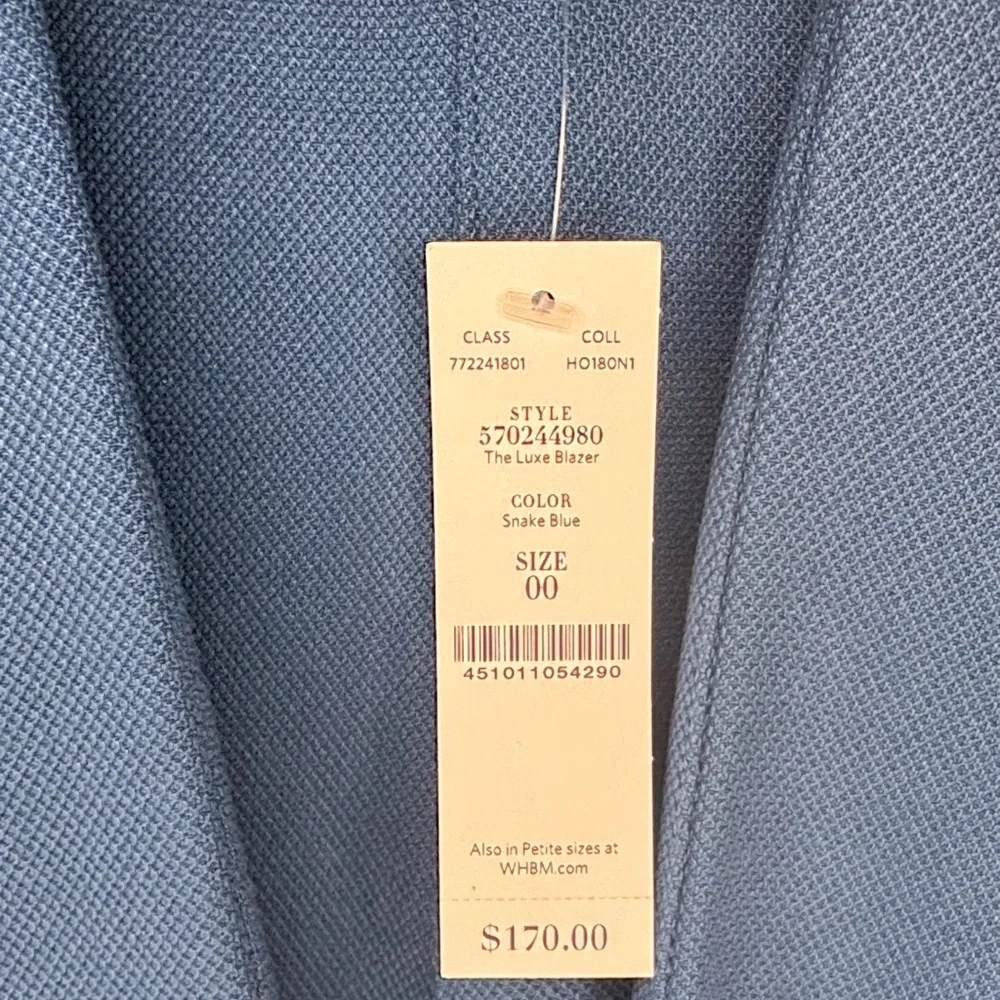 CLASS COLL
772241801 HO180N1
STYLE
570244980
The Luxe Blazer
COLOR
Snake Blue
SIZE
00
451011054290
Also in Petite sizes at
WHBM.com
$170.00